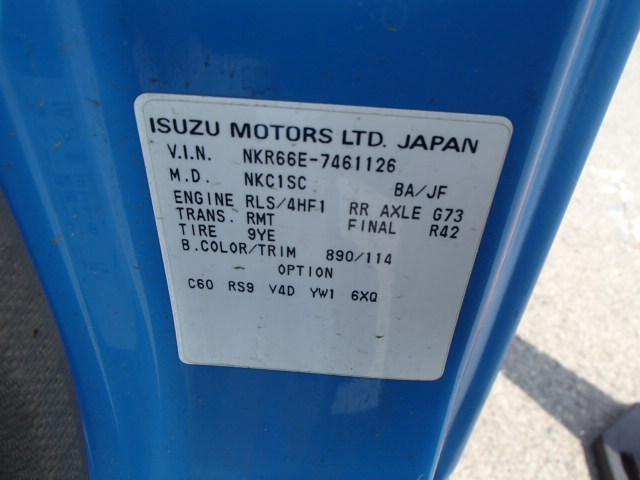 ISUZU MOTORS LTD. JAPAN
V.I.N. NKR66E-7461126
M.D. NKC1SC BA/JF
ENGINE RLS/4HF1 RR AXLE G73
TRANS. RMT FINAL R42
TIRE 9YE
B.COLOR/TRIM 890/114
OPTION
C60 RS9 V4D YW1 6XQ